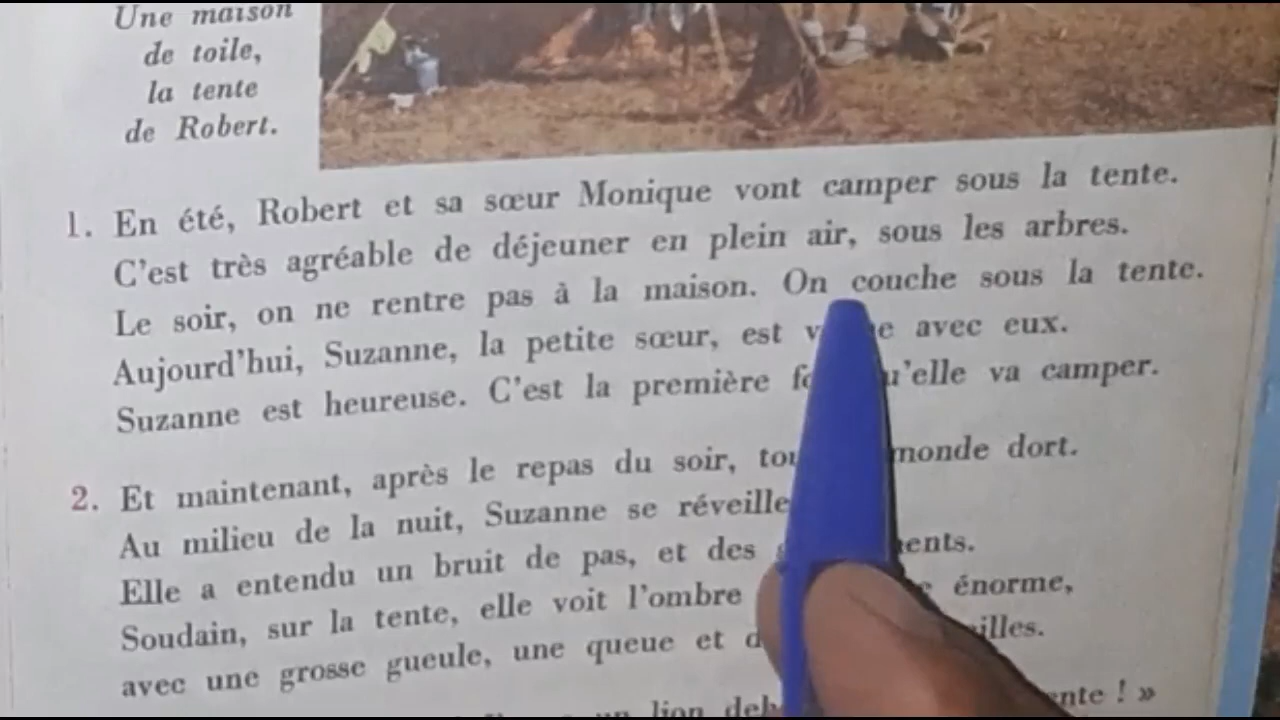 Une maison
de toile,
la tente
de Robert.
1. En été, Robert et sa sœur Monique vont camper sous la tente.
C'est très agréable de déjeuner en plein air, sous les arbres.
Le soir, on ne rentre pas à la maison. On couche sous la tente.
Aujourd'hui, Suzanne, la petite sœur, est avec eux.
Suzanne est heureuse. C'est la première qu'elle va camper.
2. Et maintenant, après le repas du soir, monde dort.
Au milieu de la nuit, Suzanne se réveille
Elle a entendu un bruit de pas, et des
Soudain, sur la tente, elle voit l'ombre énorme,
avec une grosse gueule, une queue et
un lion ! »